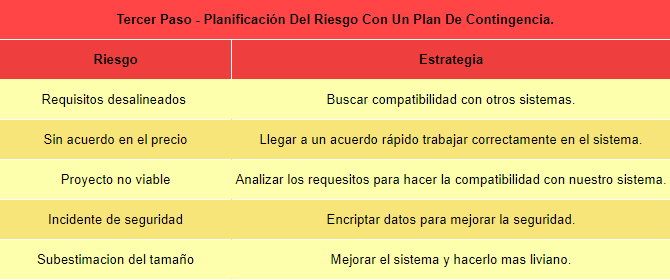 Tercer Paso - Planificación Del Riesgo Con Un Plan De Contingencia.
Riesgo Estrategia
Requisitos desalineados Buscar compatibilidad con otros sistemas.
Sin acuerdo en el precio Llegar a un acuerdo rápido trabajar correctamente en el sistema.
Proyecto no viable Analizar los requesitos para hacer la compatibilidad con nuestro sistema.
Incidente de seguridad Encriptar datos para mejorar la seguridad.
Subestimacion del tamaño Mejorar el sistema y hacerlo mas liviano.